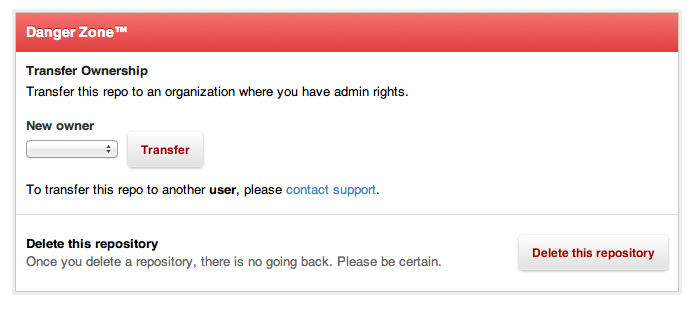 Danger Zone™
Transfer Ownership
Transfer this repo to an organization where you have admin rights.
New owner
Transfer
To transfer this repo to another user, please contact support.
Delete this repository
Once you delete a repository, there is no going back. Please be certain.
Delete this repository